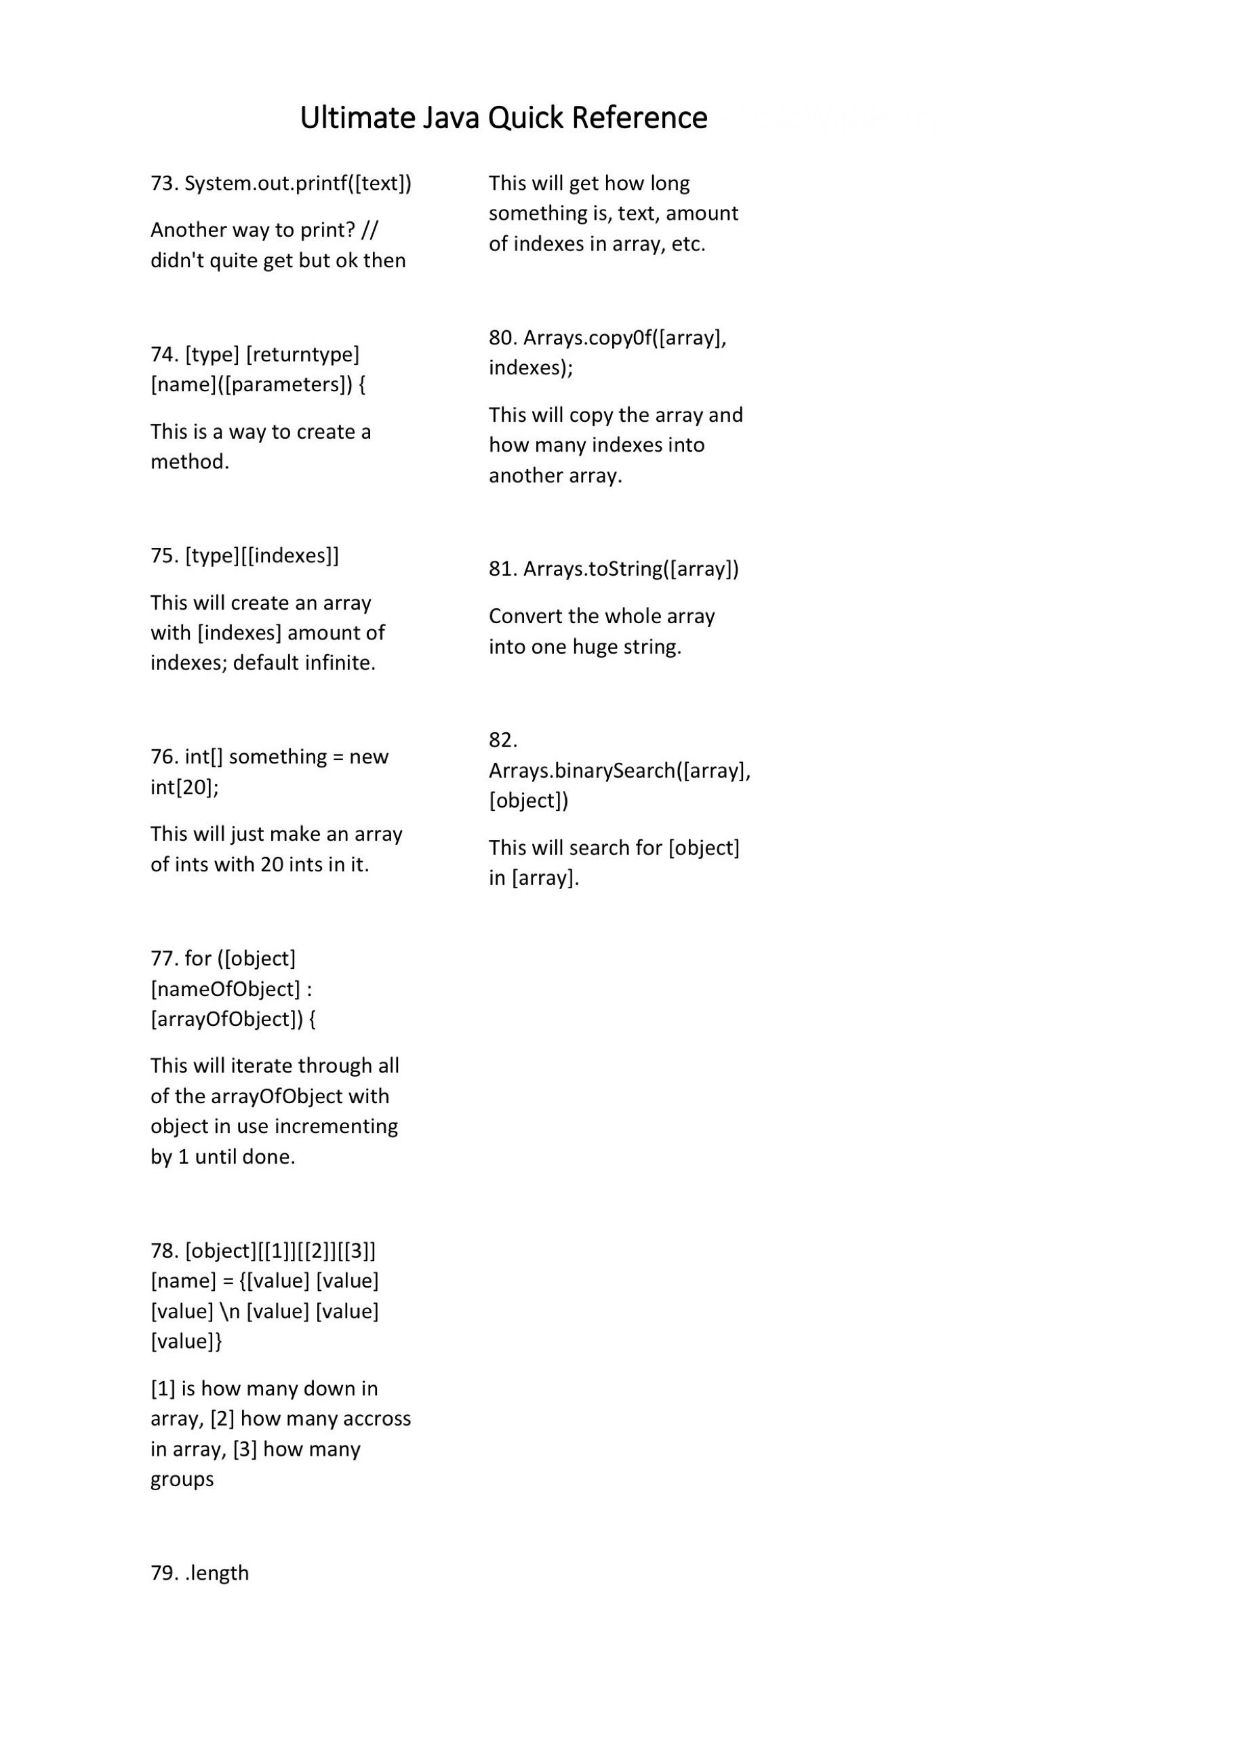 Ultimate Java Quick Reference
73. System.out.printf([text])
Another way to print? //
didn't quite get but ok then
74. [type] [returntype]
[name]([parameters]) {
This is a way to create a
method.
75. [type][[indexes]]
This will create an array
with [indexes] amount of
indexes; default infinite.
76. int[] something = new
int[20];
This will just make an array
of ints with 20 ints in it.
77. for ([object]
[nameOfObject] :
[arrayOfObject]) {
This will iterate through all
of the arrayOfObject with
object in use incrementing
by 1 until done.
78. [object][[1]][[2]][[3]]
[name] = {[value] [value]
[value] \n [value] [value]
[value]}
[1] is how many down in
array, [2] how many accross
in array, [3] how many
groups
79. .length
This will get how long
something is, text, amount
of indexes in array, etc.
80. Arrays.copy0f([array],
indexes);
This will copy the array and
how many indexes into
another array.
81. Arrays.toString([array])
Convert the whole array
into one huge string.
82.
Arrays.binarySearch([array],
[object])
This will search for [object]
in [array].